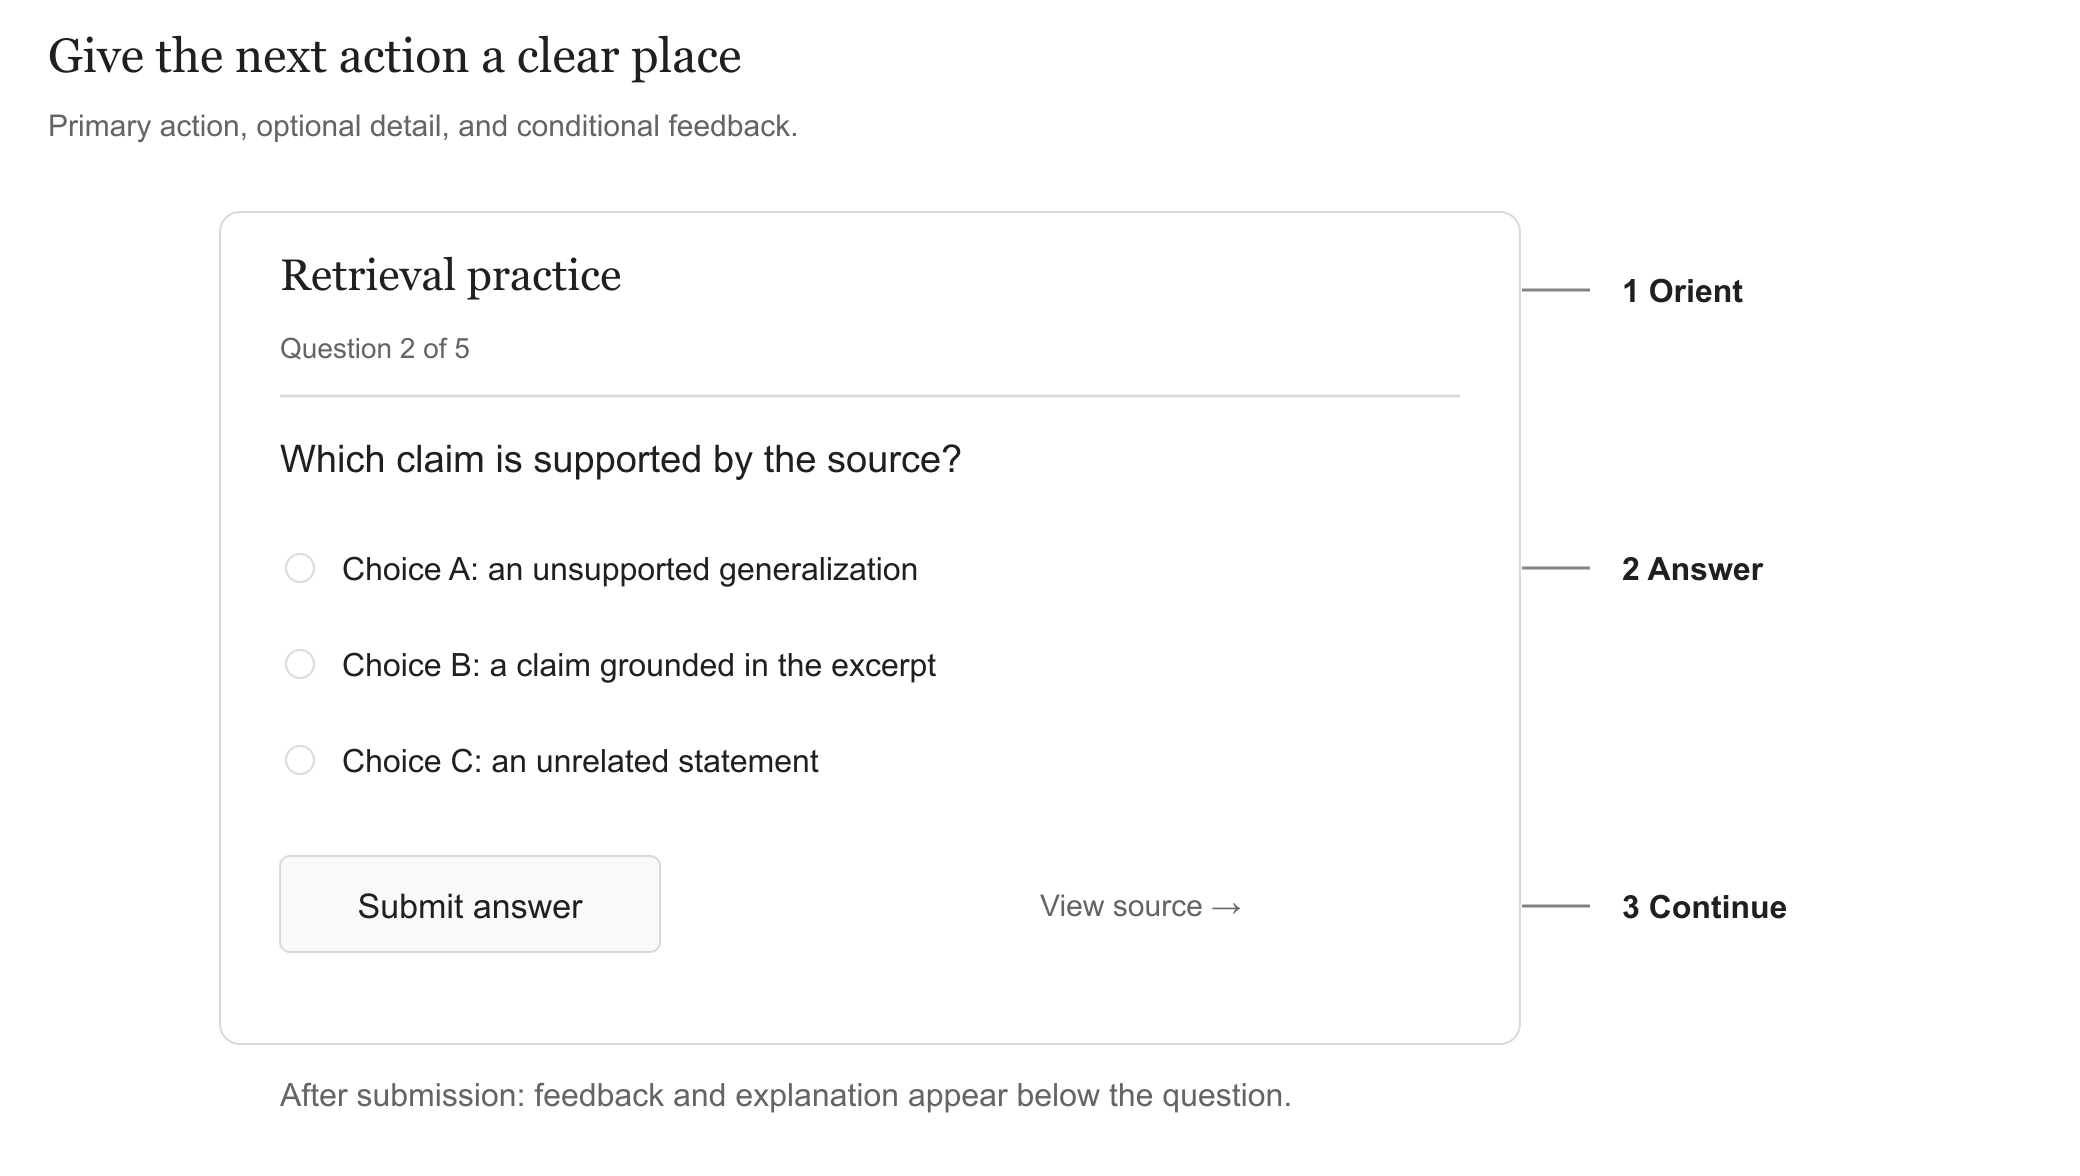 Give the next action a clear place
Primary action, optional detail, and conditional feedback.
Retrieval practice
1 Orient
Question 2 of 5
Which claim is supported by the source?
Choice A: an unsupported generalization
2 Answer
Choice B: a claim grounded in the excerpt
Choice C: an unrelated statement
Submit answer
View source →
3 Continue
After submission: feedback and explanation appear below the question.